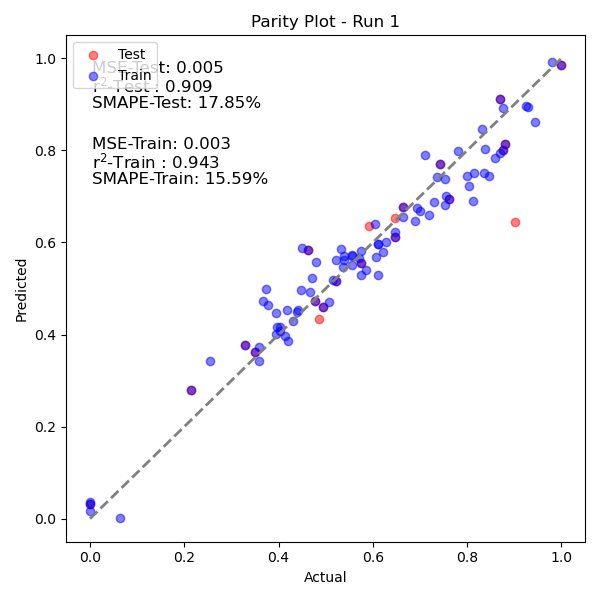 Parity Plot - Run 1
Test
Train
MSE-Test: 0.005
r²-Test : 0.909
SMAPE-Test: 17.85%
MSE-Train: 0.003
r²-Train : 0.943
SMAPE-Train: 15.59%
Predicted
1.0
0.8
0.6
0.4
0.2
0.0
0.0 0.2 0.4 0.6 0.8 1.0
Actual